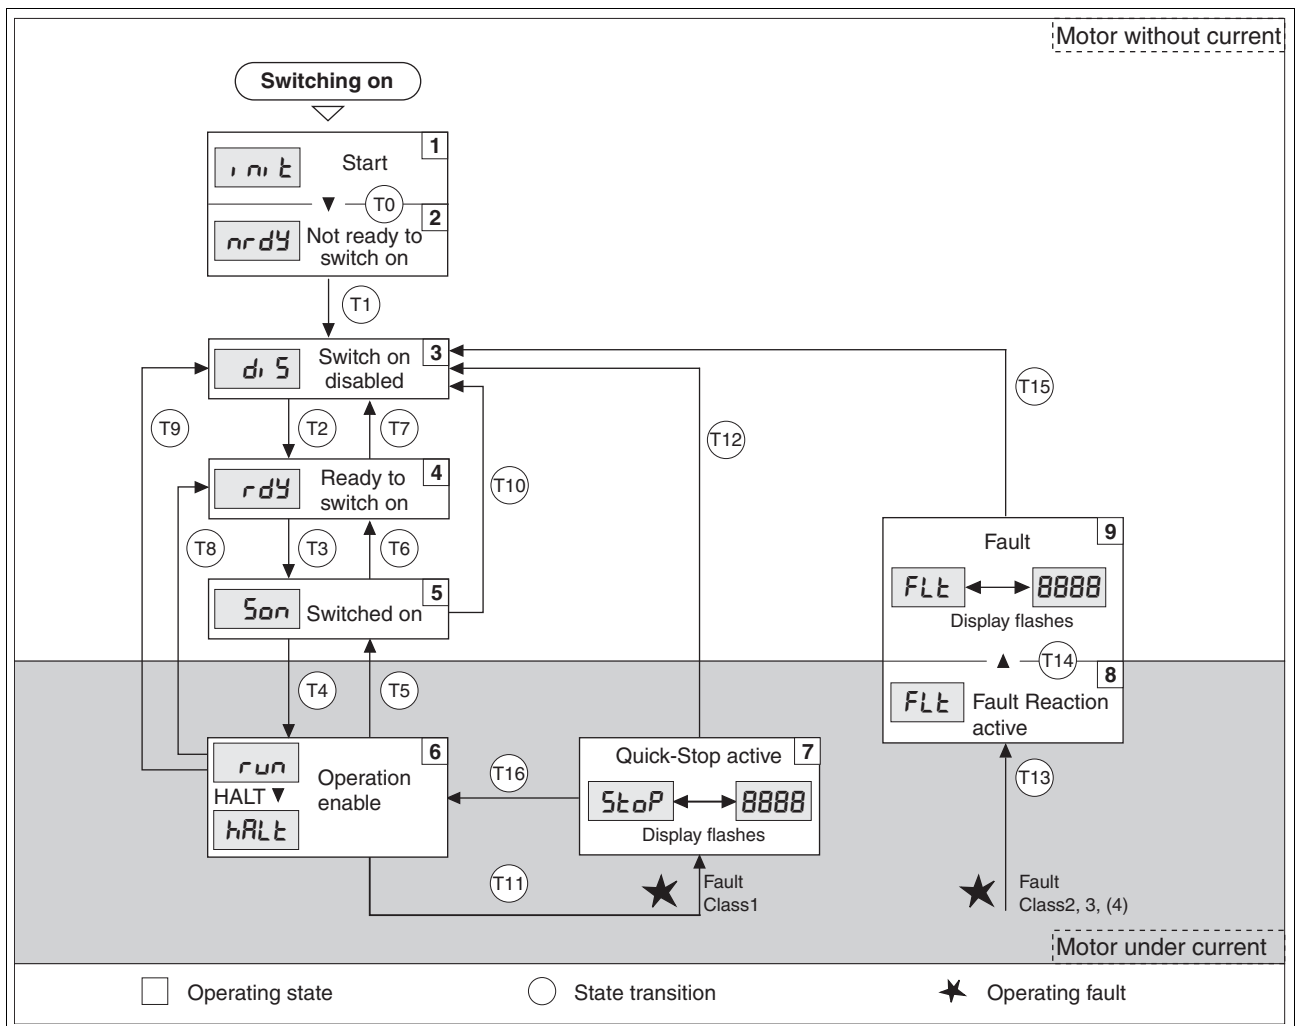 Motor without current
Switching on
1
init
Start
T0
2
nrdy
Not ready to
switch on
T1
3
diS
Switch on
disabled
T15
T9
T2
T7
T12
4
rdy
Ready to
switch on
T10
T8
T3
T6
5
Son
Switched on
9
Fault
FLt
8888
Display flashes
T14
8
FLt
Fault Reaction
active
T4
T5
6
run
HALT
hALt
Operation
enable
T16
7
Quick-Stop active
StoP
8888
Display flashes
T13
T11
Fault
Class1
Fault
Class2, 3, (4)
Motor under current
Operating state
State transition
Operating fault